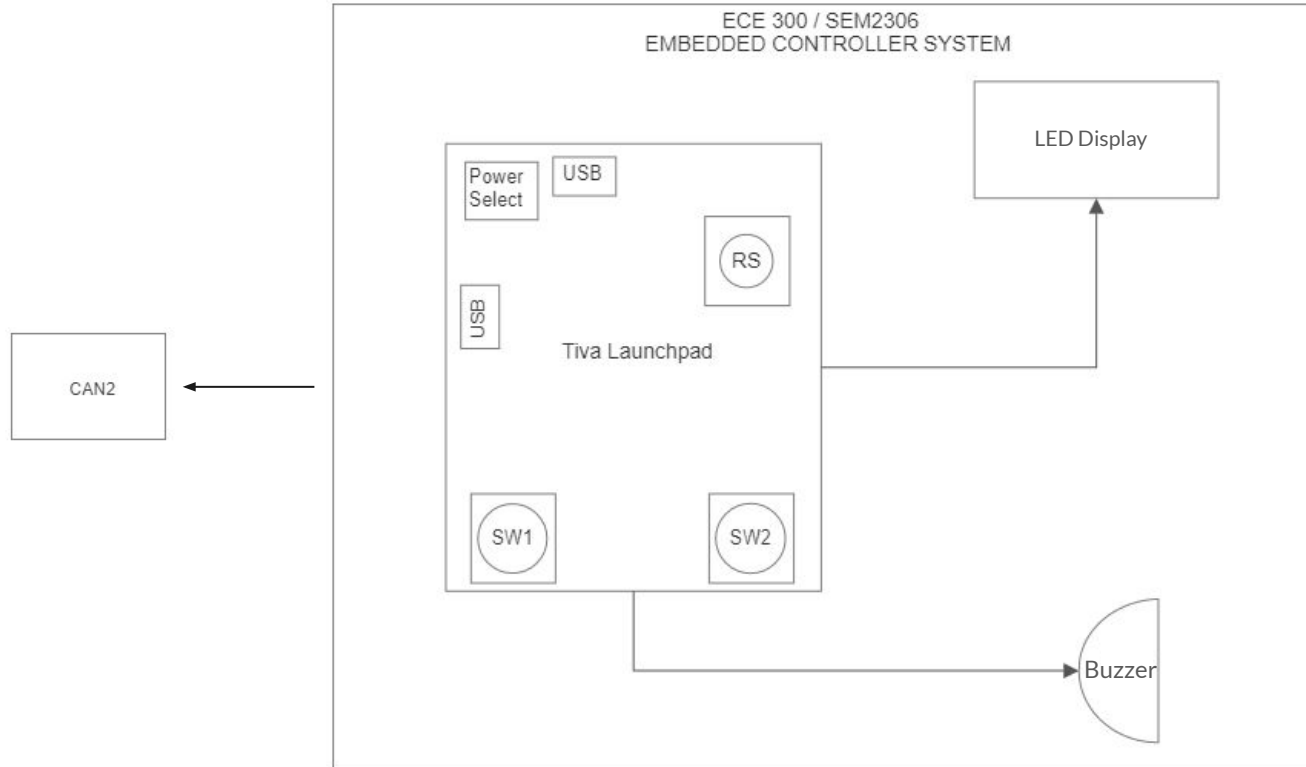 ECE 300 / SEM2306
EMBEDDED CONTROLLER SYSTEM
LED Display
Power
Select
USB
RS
USB
Tiva Launchpad
CAN2
SW1
SW2
Buzzer